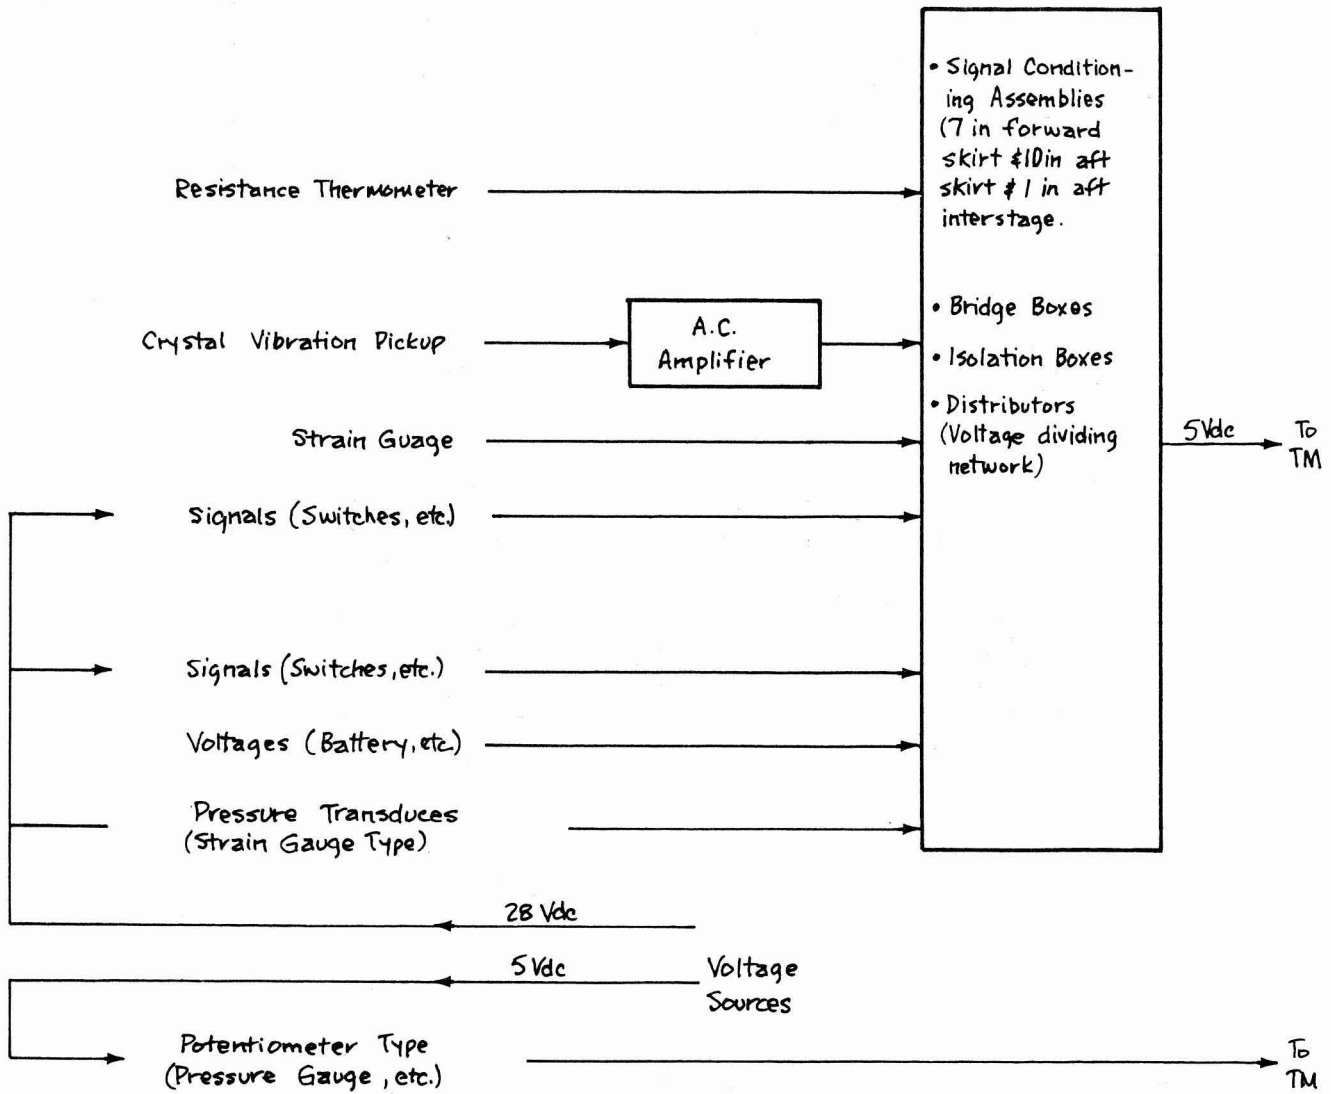 • Signal Condition-
ing Assemblies
(7 in forward
skirt & 10 in aft
skirt & 1 in aft
interstage.
Resistance Thermometer
• Bridge Boxes
Crystal Vibration Pickup
A.C.
Amplifier
• Isolation Boxes
• Distributors
(Voltage dividing
network)
Strain Guage
5Vdc
To
TM
Signals (Switches, etc.)
Signals (Switches, etc.)
Voltages (Battery, etc.)
Pressure Transduces
(Strain Gauge Type)
28 Vdc
5 Vdc
Voltage
Sources
Potentiometer Type
(Pressure Gauge, etc.)
To
TM